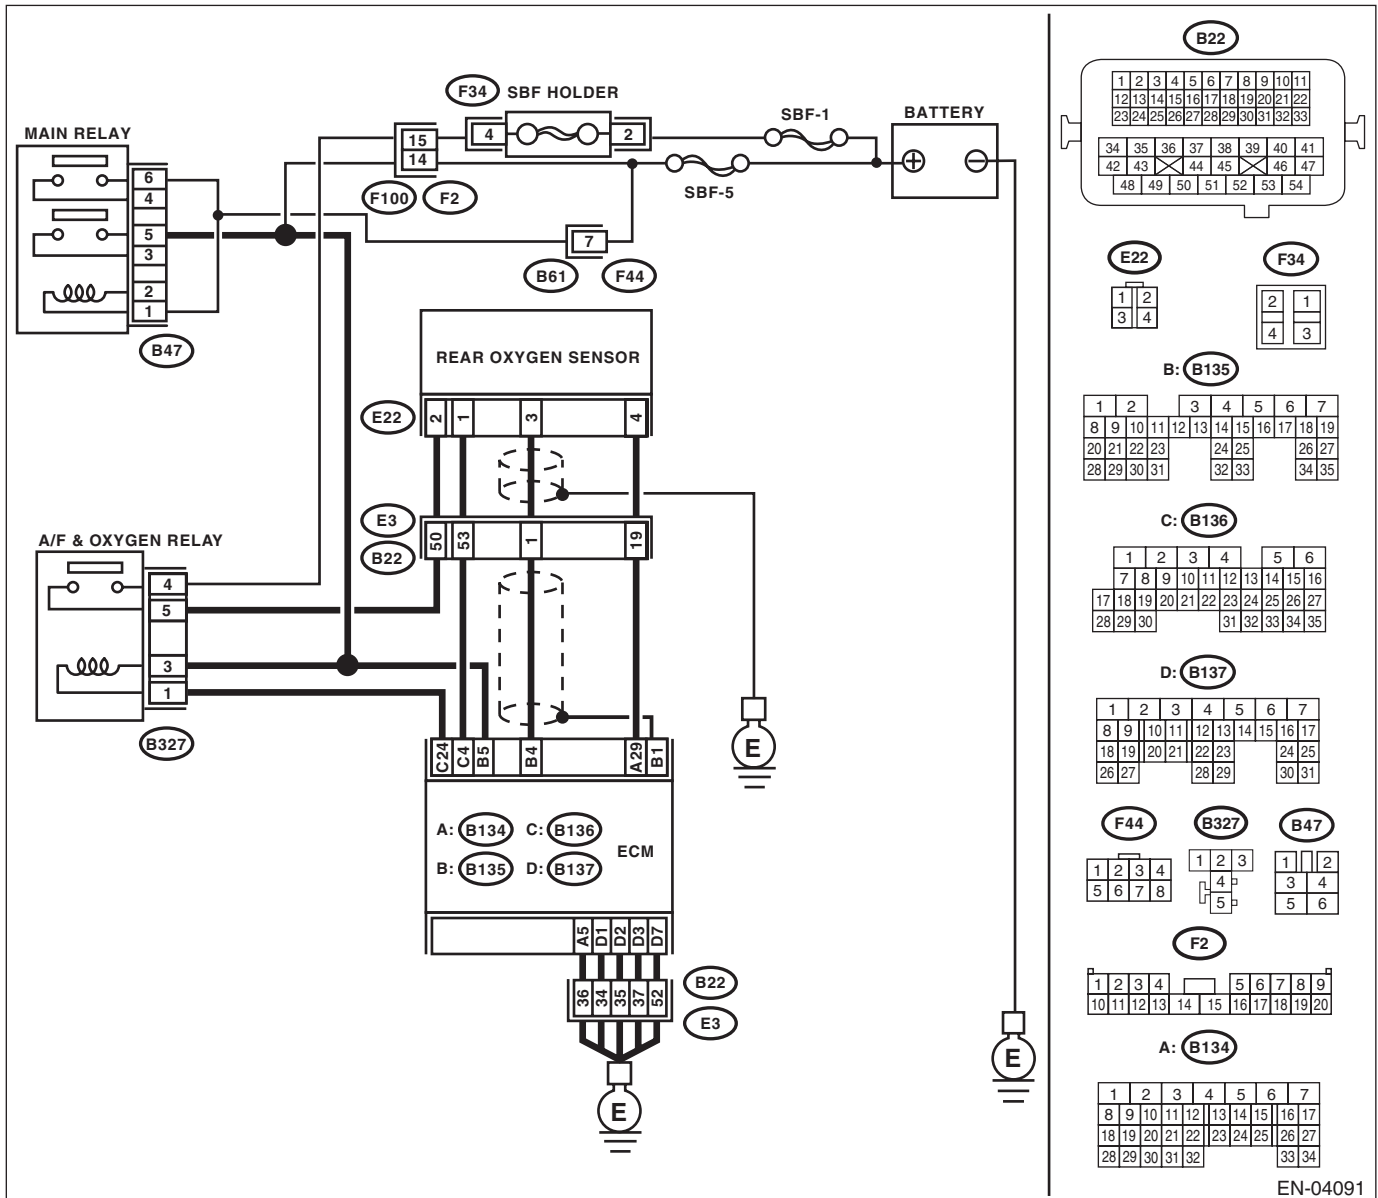 MAIN RELAY
6
4
5
3
2
1
B47
F34
SBF HOLDER
4
2
15
14
F100
F2
SBF-1
SBF-5
BATTERY
7
B61
F44
REAR OXYGEN SENSOR
E22
2 1 3 4
E3
B22
50 53 1 19
A/F & OXYGEN RELAY
4
5
3
1
B327
C24 C4 B5 B4 A29 B1
A: B134 C: B136
B: B135 D: B137
ECM
A5 D1 D2 D3 D7
36 34 35 37 52
B22
E3
E
E
E
B22
1 2 3 4 5 6 7 8 9 10 11
12 13 14 15 16 17 18 19 20 21 22
23 24 25 26 27 28 29 30 31 32 33
34 35 36 37 38 39 40 41
42 43 44 45 46 47
48 49 50 51 52 53 54
E22
1 2
3 4
F34
2 1
4 3
B: B135
1 2 3 4 5 6 7
8 9 10 11 12 13 14 15 16 17 18 19
20 21 22 23 24 25 26 27
28 29 30 31 32 33 34 35
C: B136
1 2 3 4 5 6
7 8 9 10 11 12 13 14 15 16
17 18 19 20 21 22 23 24 25 26 27
28 29 30 31 32 33 34 35
D: B137
1 2 3 4 5 6 7
8 9 10 11 12 13 14 15 16 17
18 19 20 21 22 23 24 25
26 27 28 29 30 31
F44
1 2 3 4
5 6 7 8
B327
1 2 3
4
5
B47
1 2
3 4
5 6
F2
1 2 3 4 5 6 7 8 9
10 11 12 13 14 15 16 17 18 19 20
A: B134
1 2 3 4 5 6 7
8 9 10 11 12 13 14 15 16 17
18 19 20 21 22 23 24 25 26 27
28 29 30 31 32 33 34
EN-04091